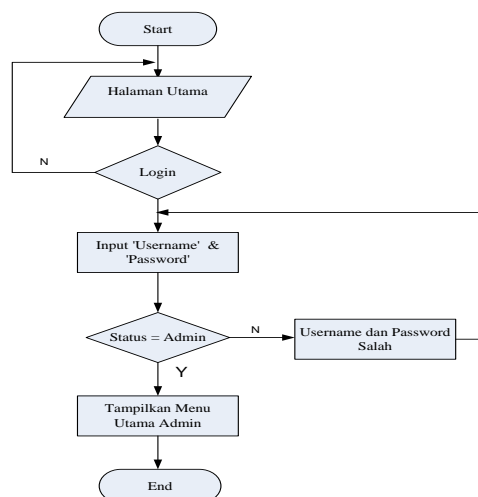 Start
Halaman Utama
N
Login
Input 'Username' &
'Password'
Status = Admin
N
Username dan Password
Salah
Y
Tampilkan Menu
Utama Admin
End